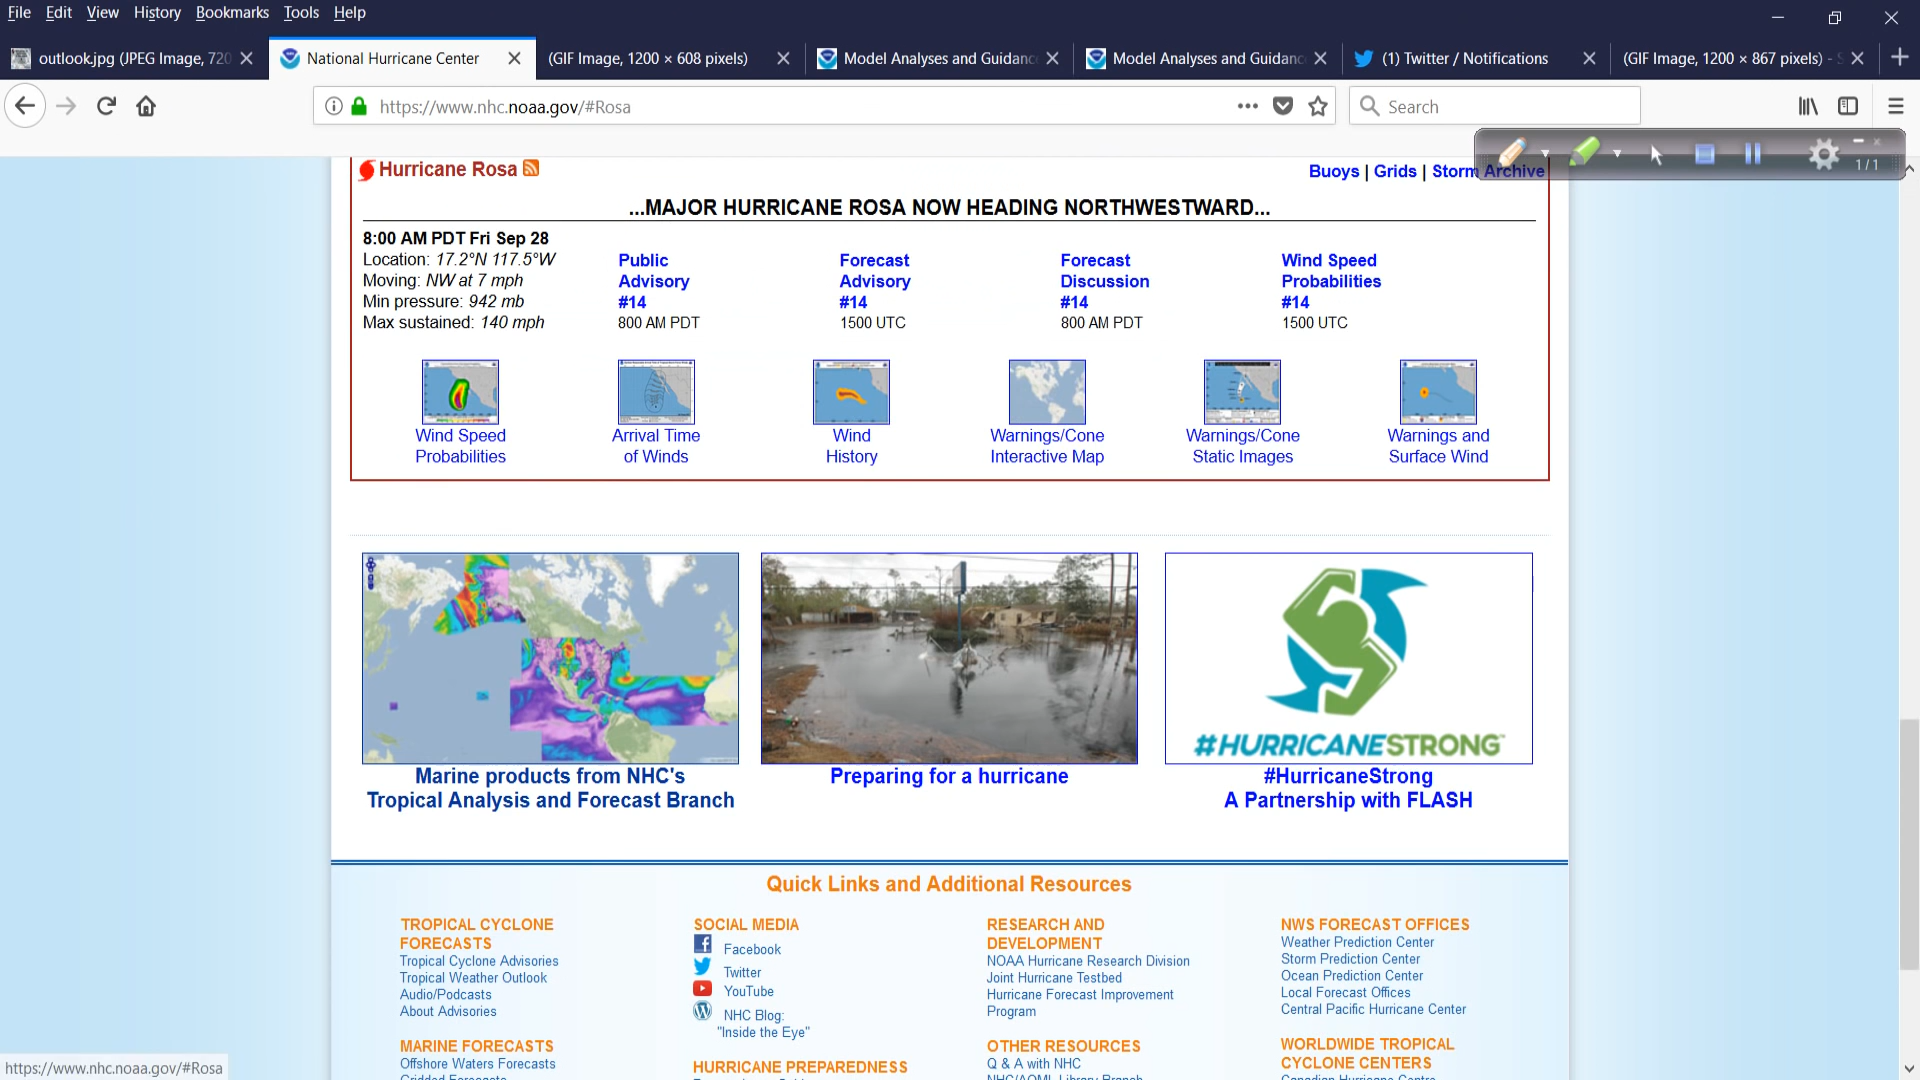 File Edit View History Bookmarks Tools Help
outlook.jpg (JPEG Image, 720
National Hurricane Center
(GIF Image, 1200 × 608 pixels)
Model Analyses and Guidanc
Model Analyses and Guidanc
(1) Twitter / Notifications
(GIF Image, 1200 × 867 pixels) -
https://www.nhc.noaa.gov/#Rosa
Search
1/1
Hurricane Rosa
Buoys | Grids | Storm Archive
...MAJOR HURRICANE ROSA NOW HEADING NORTHWESTWARD...
8:00 AM PDT Fri Sep 28
Location: 17.2°N 117.5°W
Moving: NW at 7 mph
Min pressure: 942 mb
Max sustained: 140 mph
Public
Advisory
#14
800 AM PDT
Forecast
Advisory
#14
1500 UTC
Forecast
Discussion
#14
800 AM PDT
Wind Speed
Probabilities
#14
1500 UTC
Wind Speed
Probabilities
Arrival Time
of Winds
Wind
History
Warnings/Cone
Interactive Map
Warnings/Cone
Static Images
Warnings and
Surface Wind
#HURRICANESTRONG
Marine products from NHC's
Tropical Analysis and Forecast Branch
Preparing for a hurricane
#HurricaneStrong
A Partnership with FLASH
Quick Links and Additional Resources
TROPICAL CYCLONE
FORECASTS
Tropical Cyclone Advisories
Tropical Weather Outlook
Audio/Podcasts
About Advisories
MARINE FORECASTS
Offshore Waters Forecasts
Gridded Forecasts
SOCIAL MEDIA
Facebook
Twitter
YouTube
NHC Blog:
"Inside the Eye"
HURRICANE PREPAREDNESS
RESEARCH AND
DEVELOPMENT
NOAA Hurricane Research Division
Joint Hurricane Testbed
Hurricane Forecast Improvement
Program
OTHER RESOURCES
Q & A with NHC
NHC/AOML Library Branch
NWS FORECAST OFFICES
Weather Prediction Center
Storm Prediction Center
Ocean Prediction Center
Local Forecast Offices
Central Pacific Hurricane Center
WORLDWIDE TROPICAL
CYCLONE CENTERS
Canadian Hurricane Centre
https://www.nhc.noaa.gov/#Rosa